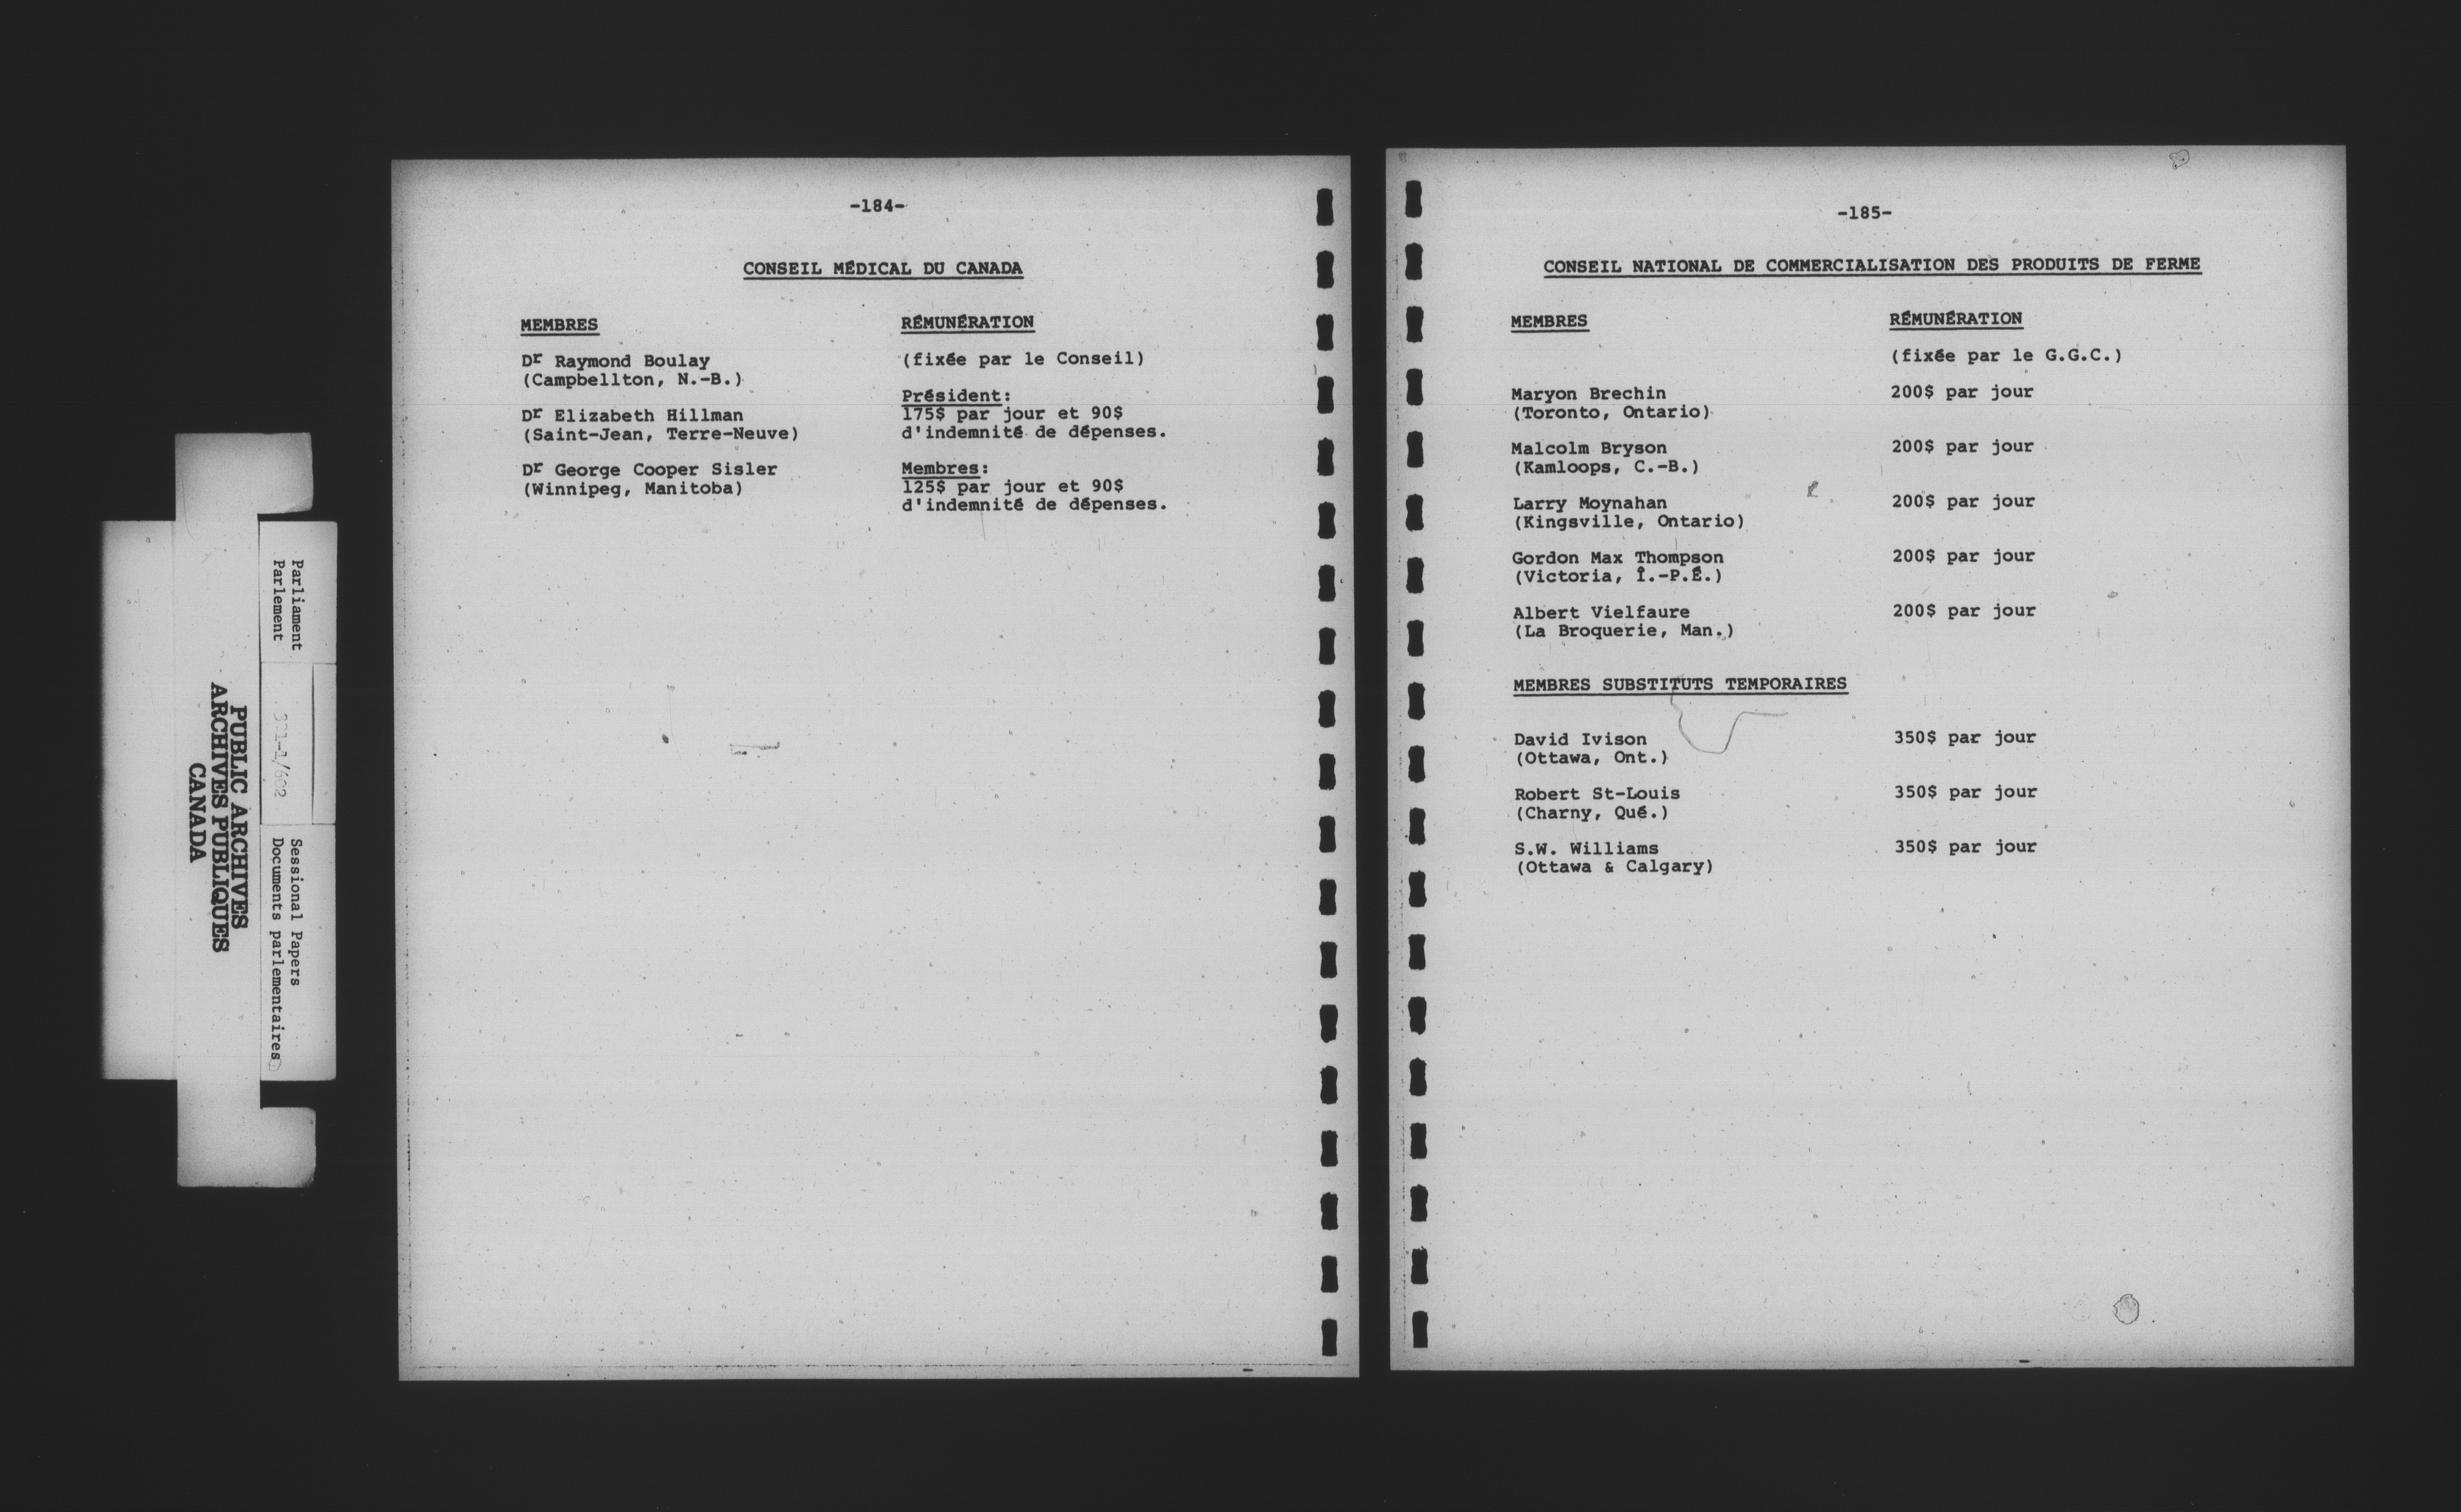 -184-
CONSEIL MÉDICAL DU CANADA
MEMBRES
RÉMUNÉRATION
Dr Raymond Boulay
(Campbellton, N.-B.)
(fixée par le Conseil)
Dr Elizabeth Hillman
(Saint-Jean, Terre-Neuve)
Dr George Cooper Sisler
(Winnipeg, Manitoba)
Président:
175$ par jour et 90$
d'indemnité de dépenses.
Membres:
125$ par jour et 90$
d'indemnité de dépenses.
-185-
CONSEIL NATIONAL DE COMMERCIALISATION DES PRODUITS DE FERME
MEMBRES
RÉMUNÉRATION
(fixée par le G.G.C.)
Maryon Brechin 200$ par jour
(Toronto, Ontario)
Malcolm Bryson 200$ par jour
(Kamloops, C.-B.)
Larry Moynahan 200$ par jour
(Kingsville, Ontario)
Gordon Max Thompson 200$ par jour
(Victoria, Î.-P.É.)
Albert Vielfaure 200$ par jour
(La Broquerie, Man.)
MEMBRES SUBSTITUTS TEMPORAIRES
David Ivison 350$ par jour
(Ottawa, Ont.)
Robert St-Louis 350$ par jour
(Charny, Qué.)
S.W. Williams 350$ par jour
(Ottawa & Calgary)
Parliament
Parlement
Sessional Papers
Documents parlementaires
PUBLIC ARCHIVES
ARCHIVES PUBLIQUES
CANADA